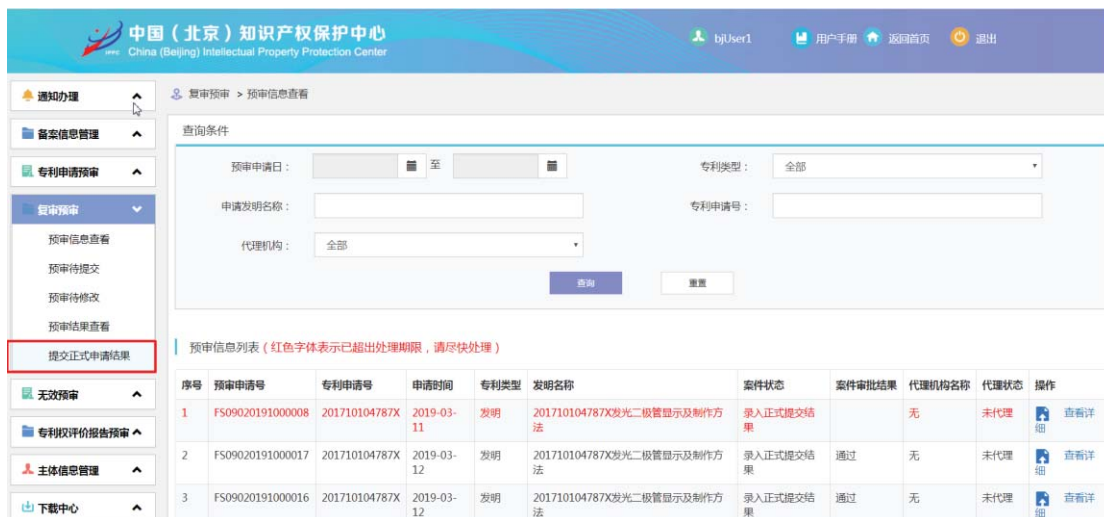 中国（北京）知识产权保护中心
China (Beijing) Intellectual Property Protection Center
IPPC
bjUser1 用户手册 返回首页 退出
通知办理
备案信息管理
专利申请预审
复审预审
预审信息查看
预审待提交
预审待修改
预审结果查看
提交正式申请结果
无效预审
专利权评价报告预审
主体信息管理
下载中心
复审预审 > 预审信息查看
查询条件
预审申请日： 至 专利类型： 全部
申请发明名称： 专利申请号：
代理机构： 全部
查询 重置
预审信息列表（红色字体表示已超出处理期限，请尽快处理）
序号 预审申请号 专利申请号 申请时间 专利类型 发明名称 案件状态 案件审批结果 代理机构名称 代理状态 操作
1 FS09020191000008 201710104787X 2019-03- 发明 201710104787X发光二极管显示及制作方 录入正式提交结 无 未代理 查看详
11 法 果 细
2 FS09020191000017 201710104787X 2019-03- 发明 201710104787X发光二极管显示及制作方 录入正式提交结 通过 无 未代理 查看详
12 法 果 细
3 FS09020191000016 201710104787X 2019-03- 发明 201710104787X发光二极管显示及制作方 录入正式提交结 通过 无 未代理 查看详
12 法 果 细